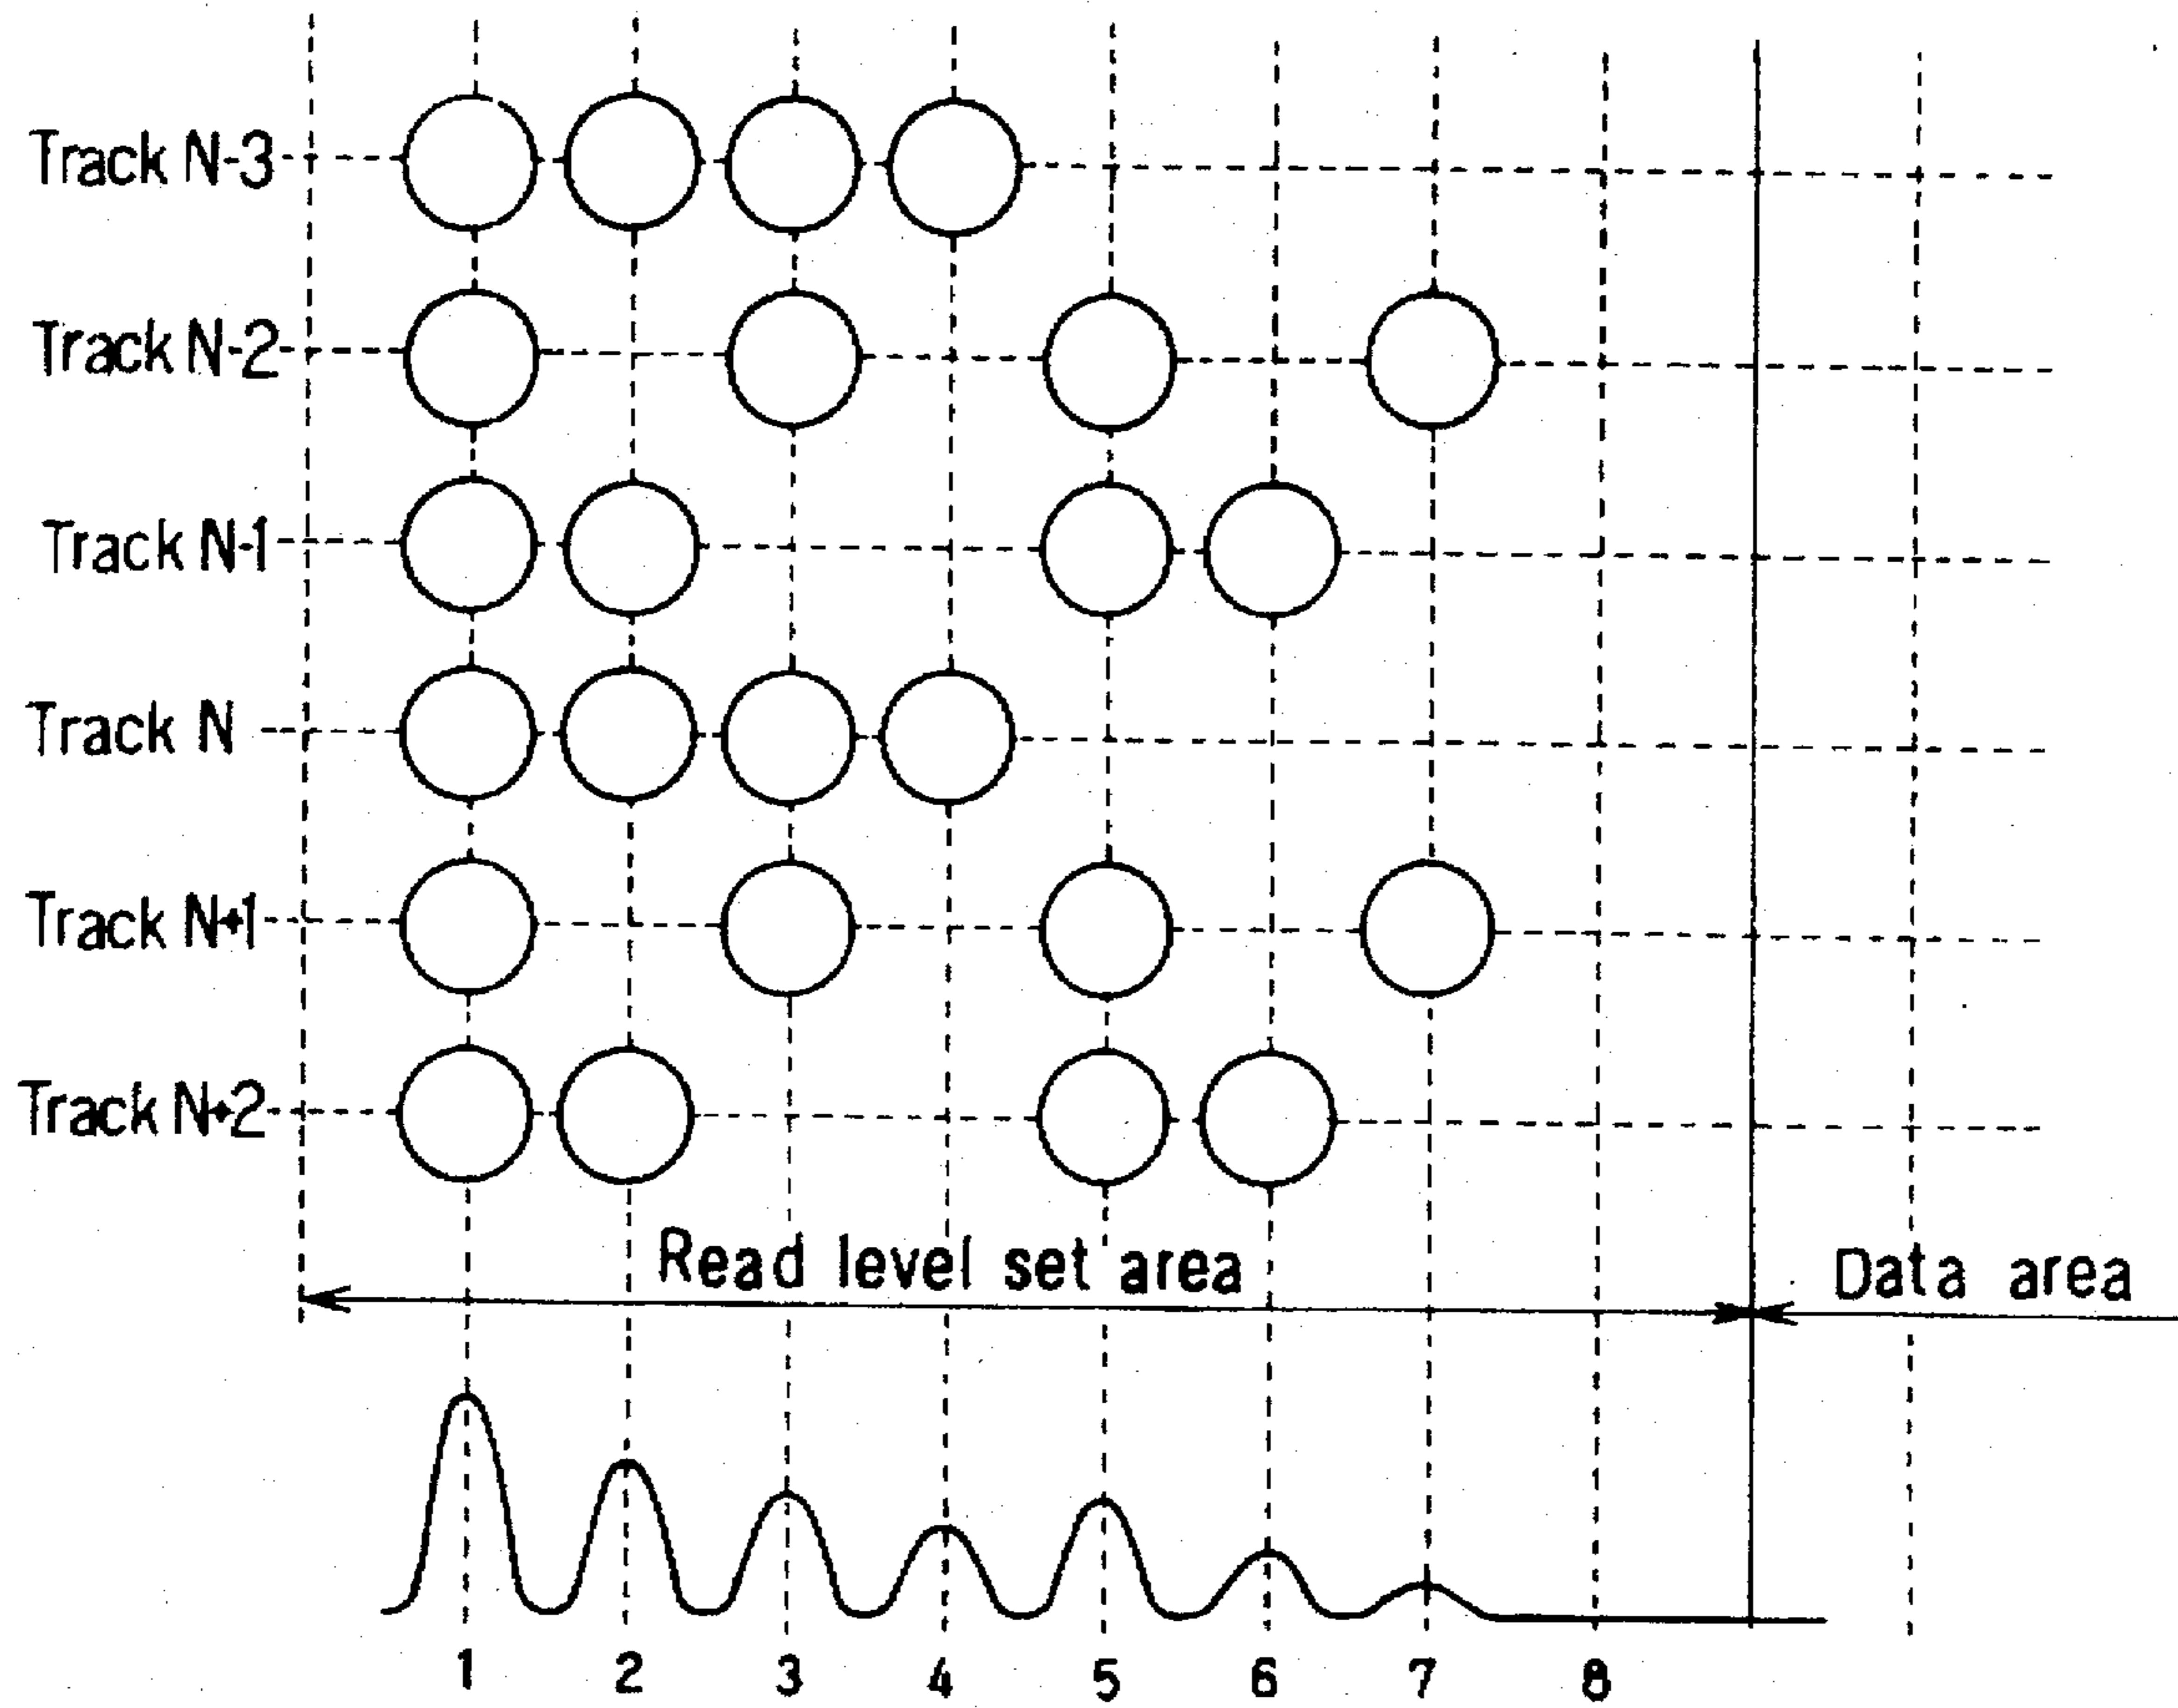 Track N-3
Track N-2
Track N-1
Track N
Track N+1
Track N+2
Read level set area
Data area
1 2 3 4 5 6 7 8